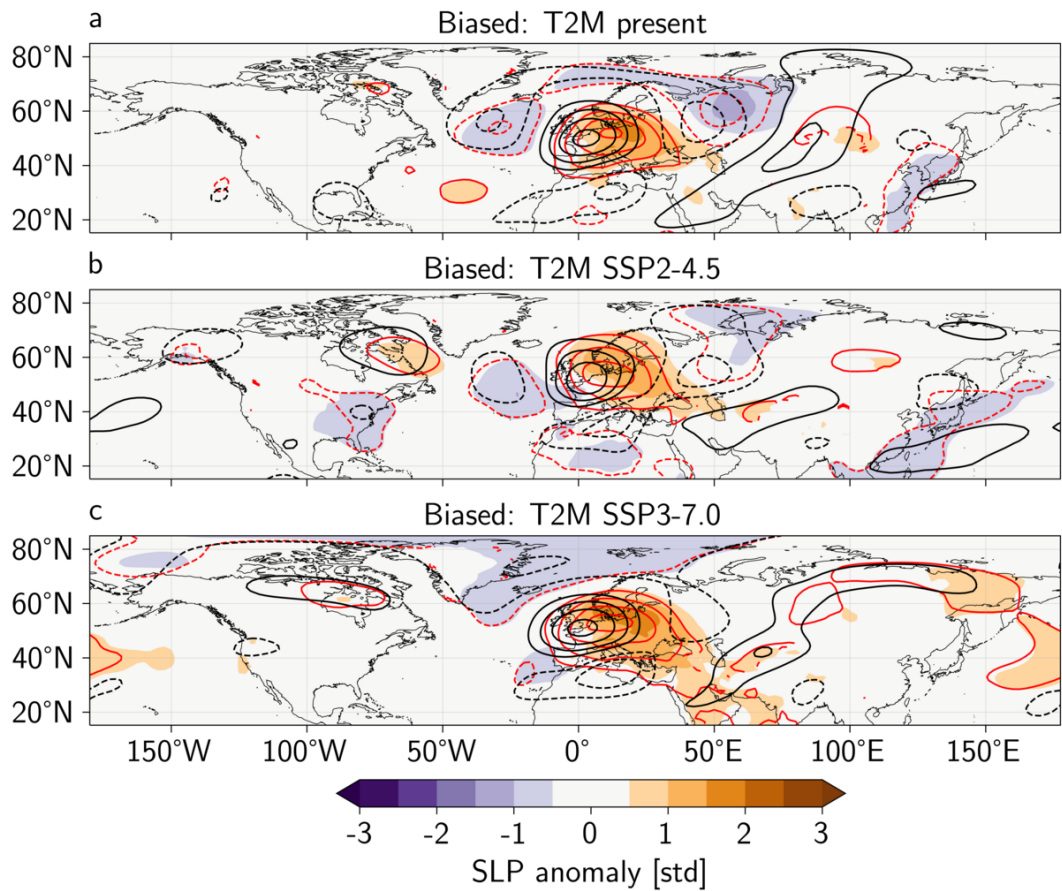 a
Biased: T2M present
80°N
60°N
40°N
20°N
b
Biased: T2M SSP2-4.5
80°N
60°N
40°N
20°N
c
Biased: T2M SSP3-7.0
80°N
60°N
40°N
20°N
150°W 100°W 50°W 0° 50°E 100°E 150°E
-3 -2 -1 0 1 2 3
SLP anomaly [std]